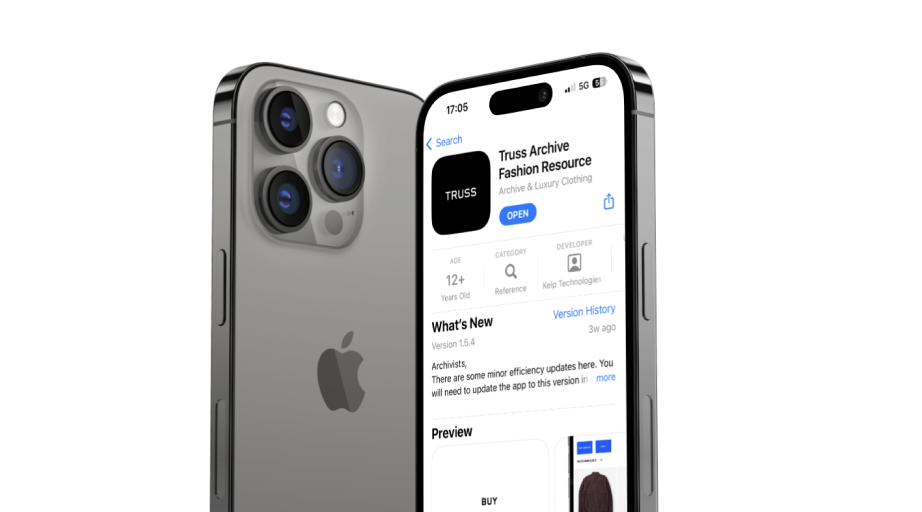 17:05
5G
Search
TRUSS
Truss Archive
Fashion Resource
Archive & Luxury Clothing
OPEN
AGE
12+
Years Old
CATEGORY
Reference
DEVELOPER
Kelp Technologies
What's New
Version History
Version 1.5.4
3w ago
Archivists,
There are some minor efficiency updates here. You
will need to update the app to this version in more
Preview
BUY